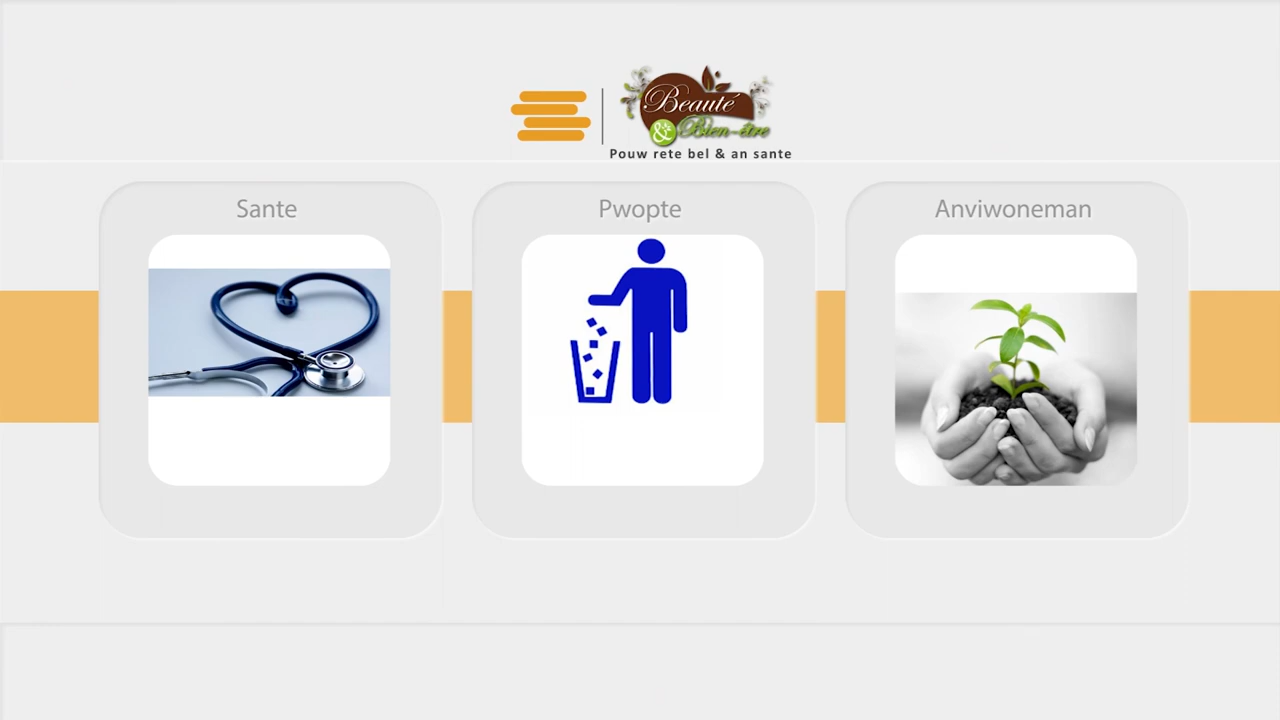 Beauté
& Bien-être
Pouw rete bel & an sante
Sante
Pwopte
Anviwoneman